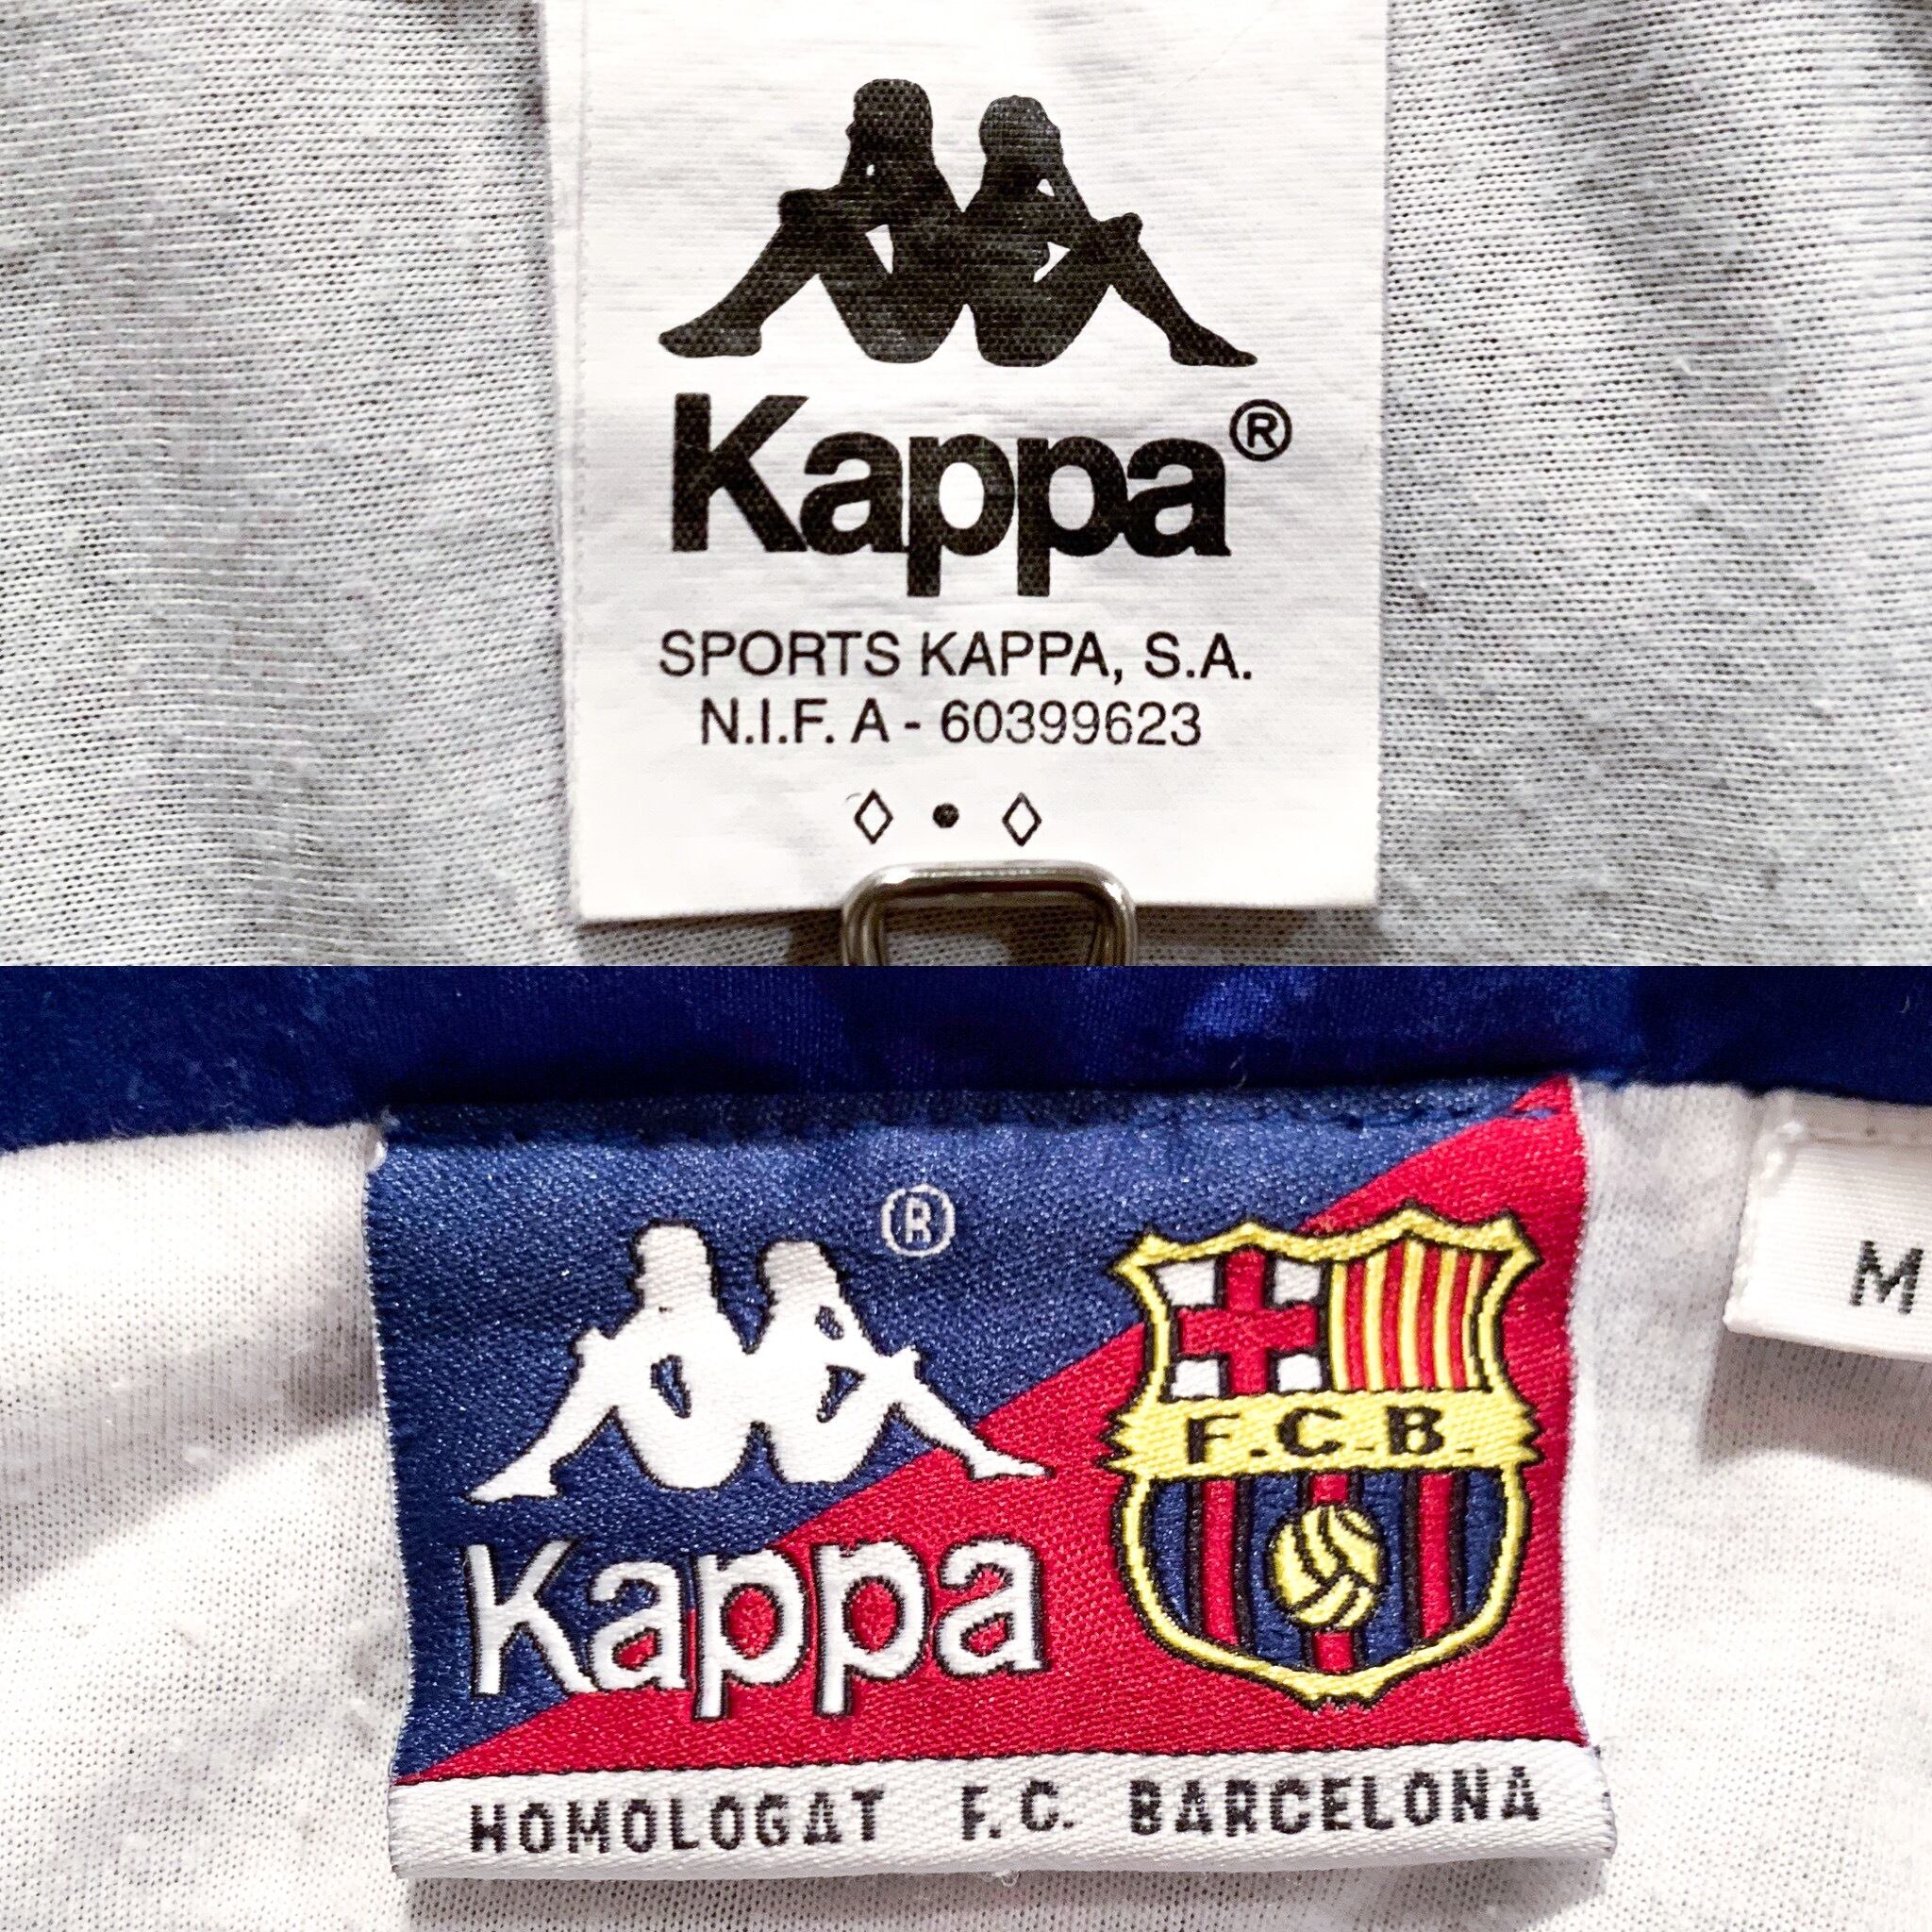 Kappa®
SPORTS KAPPA, S.A.
N.I.F. A - 60399623
®
Kappa
F.C.B.
HOMOLOGAT F.C. BARCELONA
M